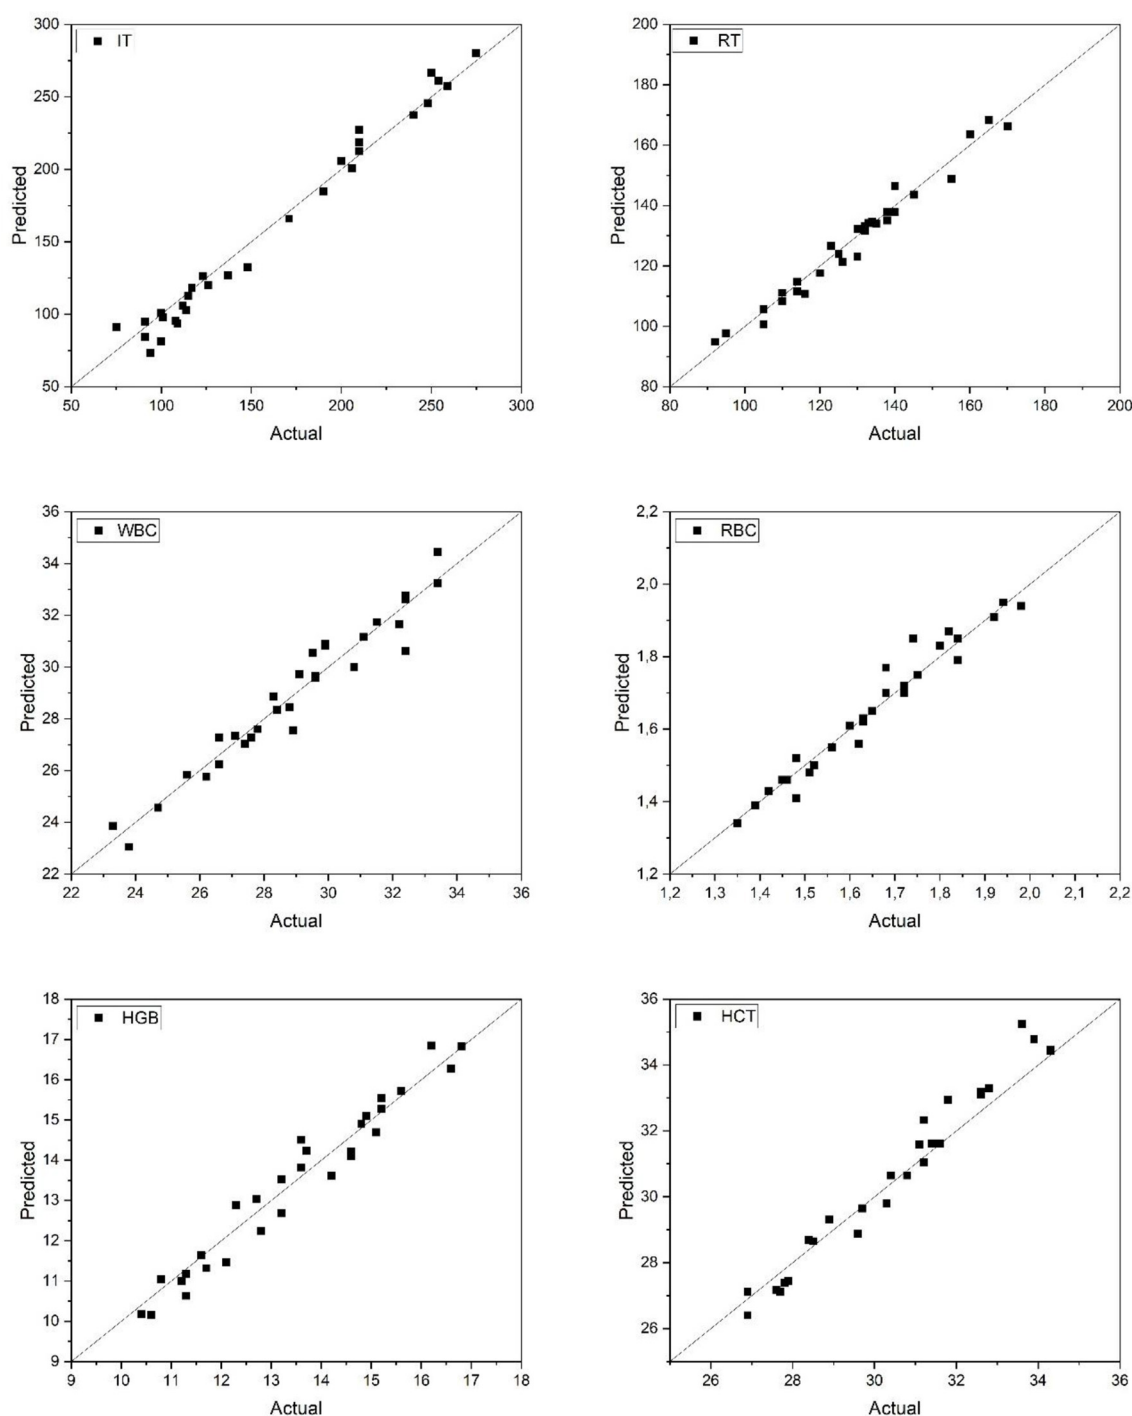 IT
300
250
200
150
100
50
Predicted
50 100 150 200 250 300
Actual
RT
200
180
160
140
120
100
80
Predicted
80 100 120 140 160 180 200
Actual
WBC
36
34
32
30
28
26
24
22
Predicted
22 24 26 28 30 32 34 36
Actual
RBC
2,2
2,0
1,8
1,6
1,4
1,2
Predicted
1,2 1,3 1,4 1,5 1,6 1,7 1,8 1,9 2,0 2,1 2,2
Actual
HGB
18
17
16
15
14
13
12
11
10
9
Predicted
9 10 11 12 13 14 15 16 17 18
Actual
HCT
36
34
32
30
28
26
Predicted
26 28 30 32 34 36
Actual